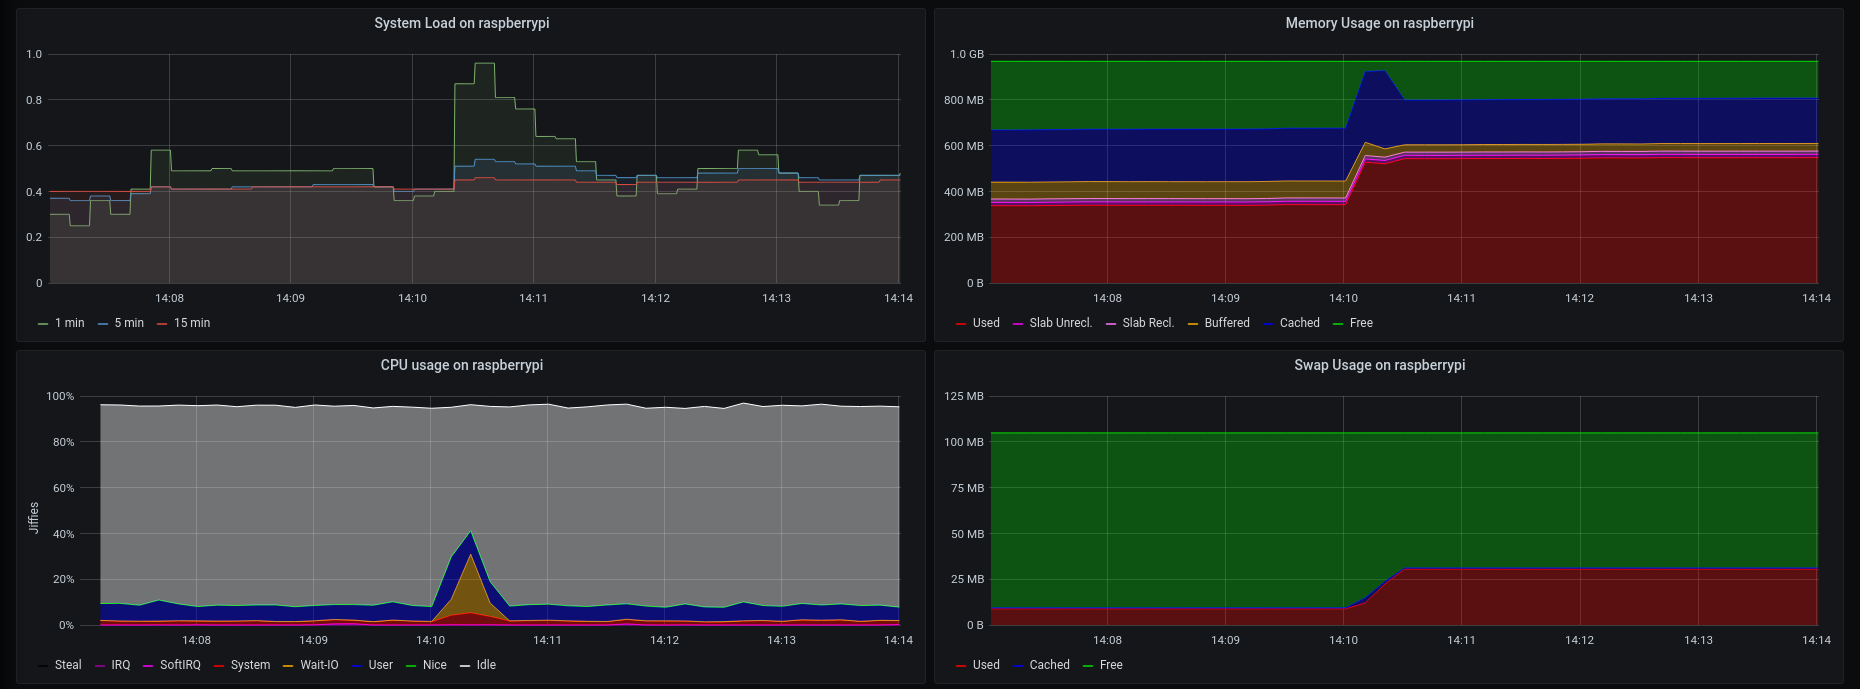 System Load on raspberrypi
1.0
0.8
0.6
0.4
0.2
0
14:08 14:09 14:10 14:11 14:12 14:13 14:14
1 min 5 min 15 min
Memory Usage on raspberrypi
1.0 GB
800 MB
600 MB
400 MB
200 MB
0 B
14:08 14:09 14:10 14:11 14:12 14:13 14:14
Used Slab Unrecl. Slab Recl. Buffered Cached Free
CPU usage on raspberrypi
100%
80%
60%
40%
20%
0%
Jiffies
14:08 14:09 14:10 14:11 14:12 14:13 14:14
Steal IRQ SoftIRQ System Wait-IO User Nice Idle
Swap Usage on raspberrypi
125 MB
100 MB
75 MB
50 MB
25 MB
0 B
14:08 14:09 14:10 14:11 14:12 14:13 14:14
Used Cached Free